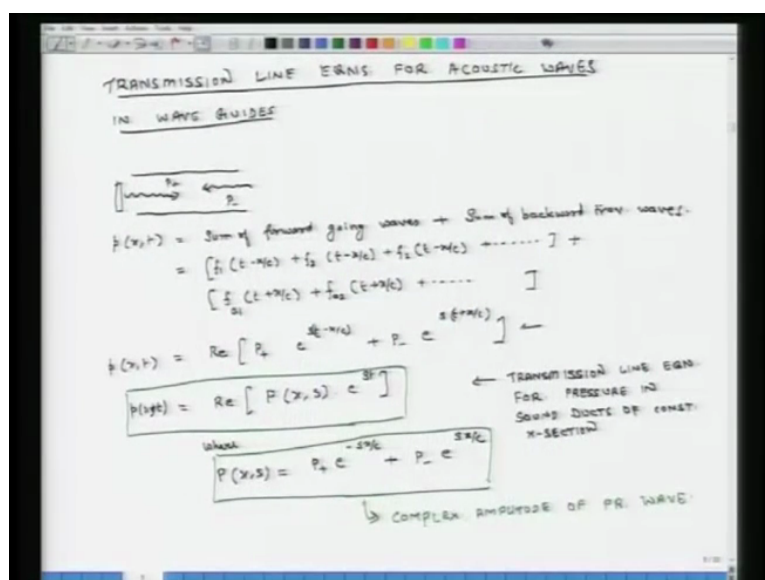 TRANSMISSION LINE EQNS FOR ACOUSTIC WAVES
IN WAVE GUIDES
P+
P-
p(x,t) = Sum of forward going waves + Sum of backward trav waves.
= [f1 (t-x/c) + f2 (t-x/c) + f3 (t-x/c) + ...... ] +
[ f (t+x/c) + f (t+x/c) + ...... ]
p(x,t) = Re [ P+ e^s(t-x/c) + P- e^s(t+x/c) ] ←
p(x,t) = Re [ P(x,s) e^st ]
← TRANSMISSION LINE EQN
FOR PRESSURE IN
SOUND DUCTS OF CONST.
X-SECTION
where
P(x,s) = P+ e^-sx/c + P- e^sx/c
↳ COMPLEX AMPLITUDE OF PR. WAVE.